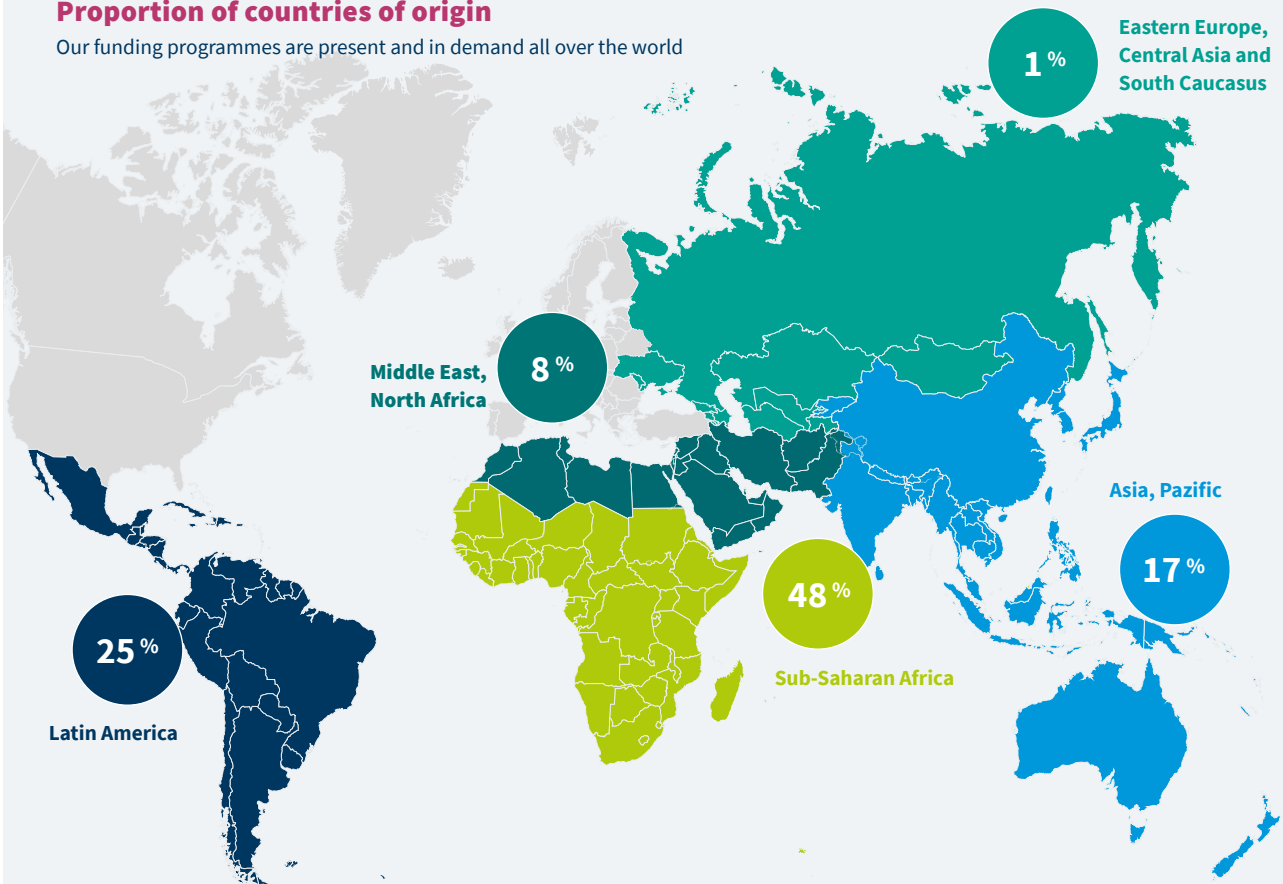 Proportion of countries of origin
Our funding programmes are present and in demand all over the world
1 %
Eastern Europe,
Central Asia and
South Caucasus
Middle East,
North Africa
8 %
Asia, Pazific
17 %
48 %
Sub-Saharan Africa
25 %
Latin America